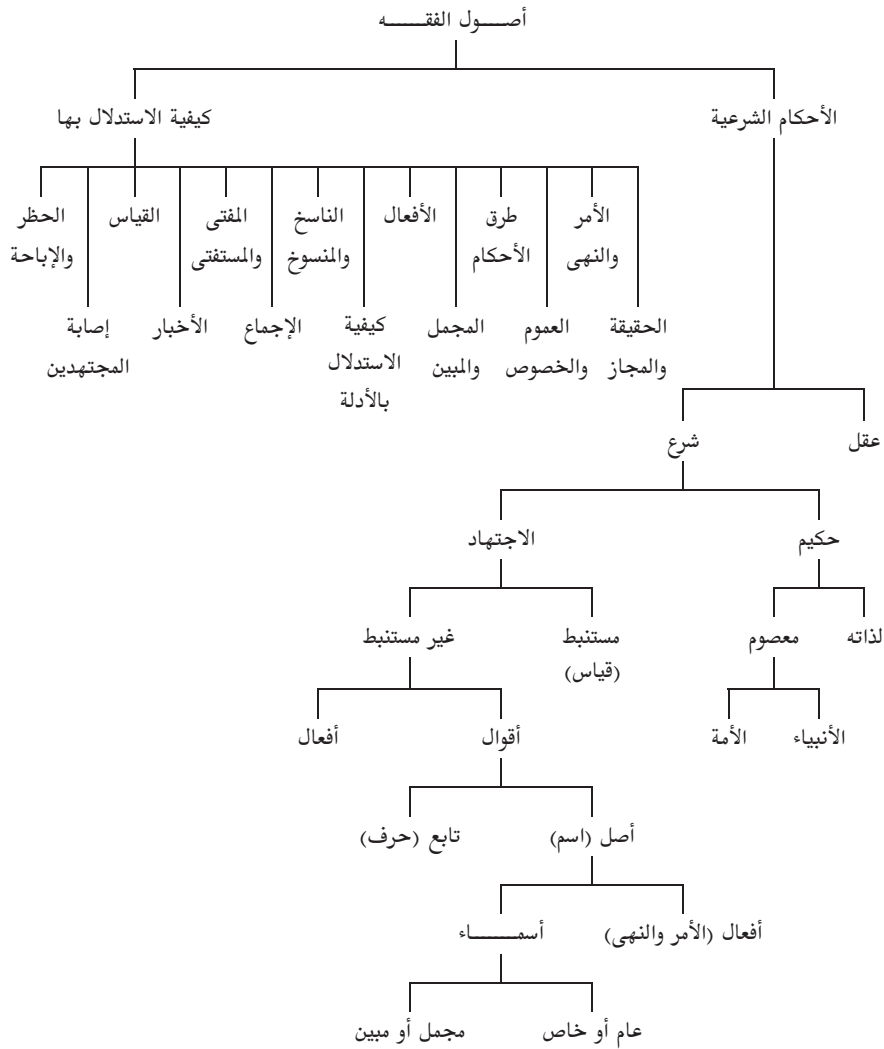 أصول الفقه
الأحكام الشرعية
كيفية الاستدلال بها
الأمر
والنهى
طرق
الأحكام
الأفعال
الناسخ
والمنسوخ
المفتى
والمستفتى
القياس
الحظر
والإباحة
الحقيقة
والمجاز
العموم
والخصوص
المجمل
والمبين
كيفية
الاستدلال
بالأدلة
الإجماع
الأخبار
إصابة
المجتهدين
عقل
شرع
حكيم
الاجتهاد
لذاته
معصوم
مستنبط
(قياس)
غير مستنبط
الأنبياء
الأمة
أقوال
أفعال
أصل (اسم)
تابع (حرف)
أفعال (الأمر والنهى)
أسماء
عام أو خاص
مجمل أو مبين